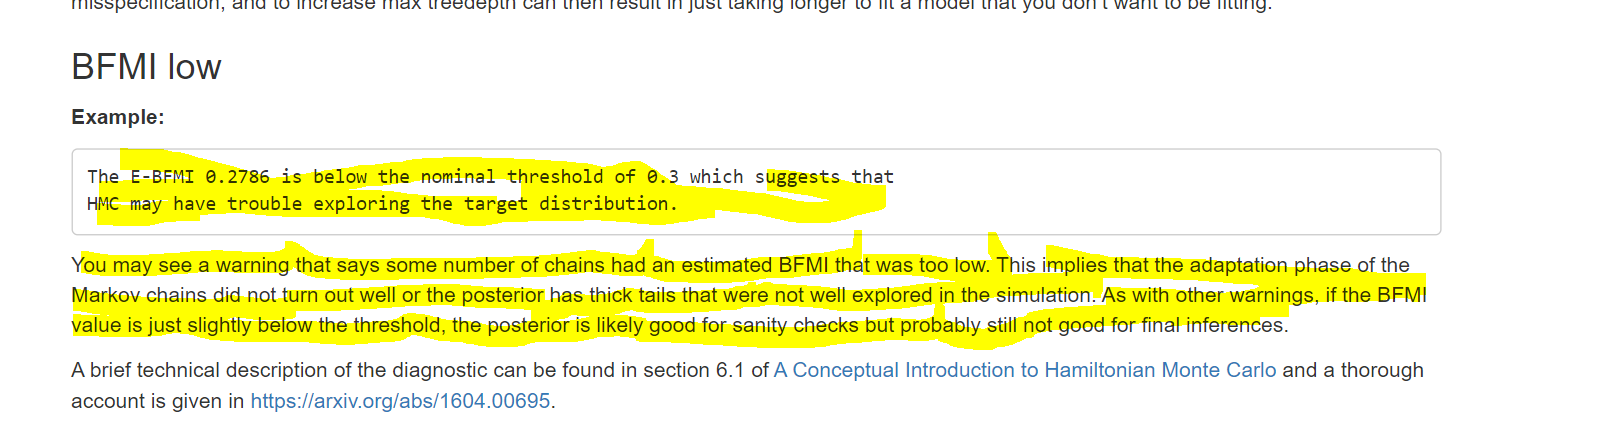 misspecification, and to increase max treedepth can then result in just taking longer to fit a model that you don't want to be fitting.
BFMI low
Example:
The E-BFMI 0.2786 is below the nominal threshold of 0.3 which suggests that
HMC may have trouble exploring the target distribution.
You may see a warning that says some number of chains had an estimated BFMI that was too low. This implies that the adaptation phase of the
Markov chains did not turn out well or the posterior has thick tails that were not well explored in the simulation. As with other warnings, if the BFMI
value is just slightly below the threshold, the posterior is likely good for sanity checks but probably still not good for final inferences.
A brief technical description of the diagnostic can be found in section 6.1 of A Conceptual Introduction to Hamiltonian Monte Carlo and a thorough
account is given in https://arxiv.org/abs/1604.00695.